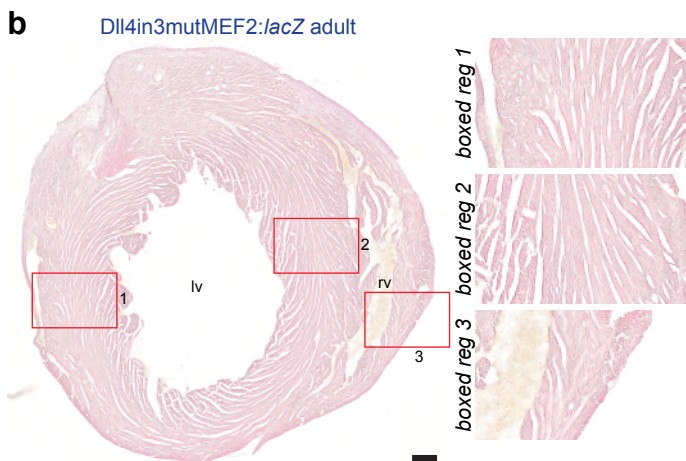 b
Dll4in3mutMEF2:lacZ adult
boxed reg 1
boxed reg 2
boxed reg 3
lv
rv
1
2
3